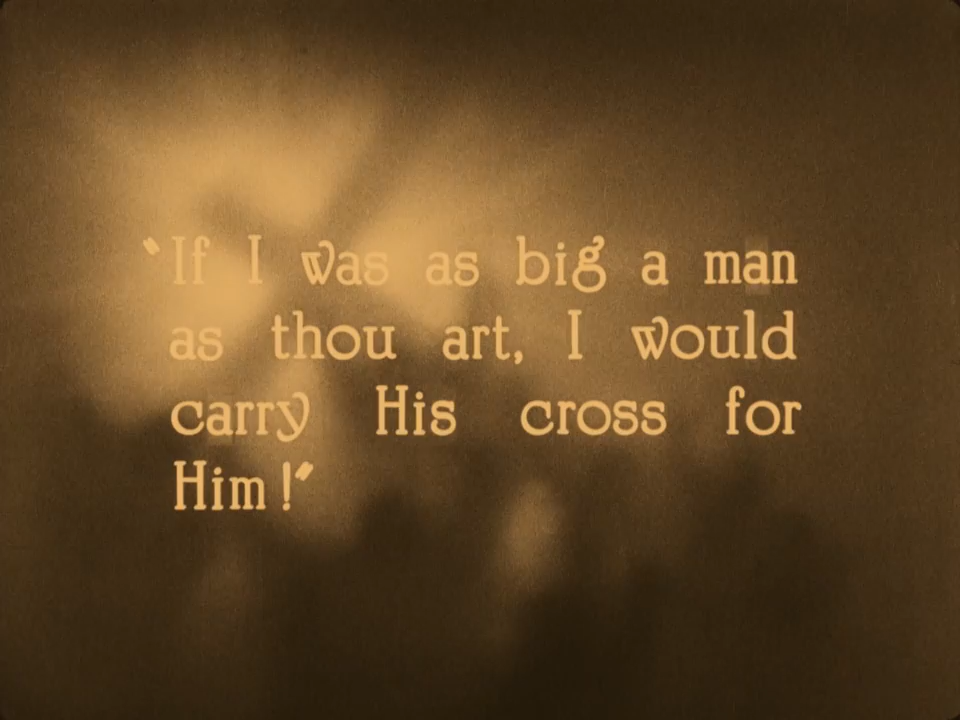 "If I was as big a man
as thou art, I would
carry His cross for
Him!"